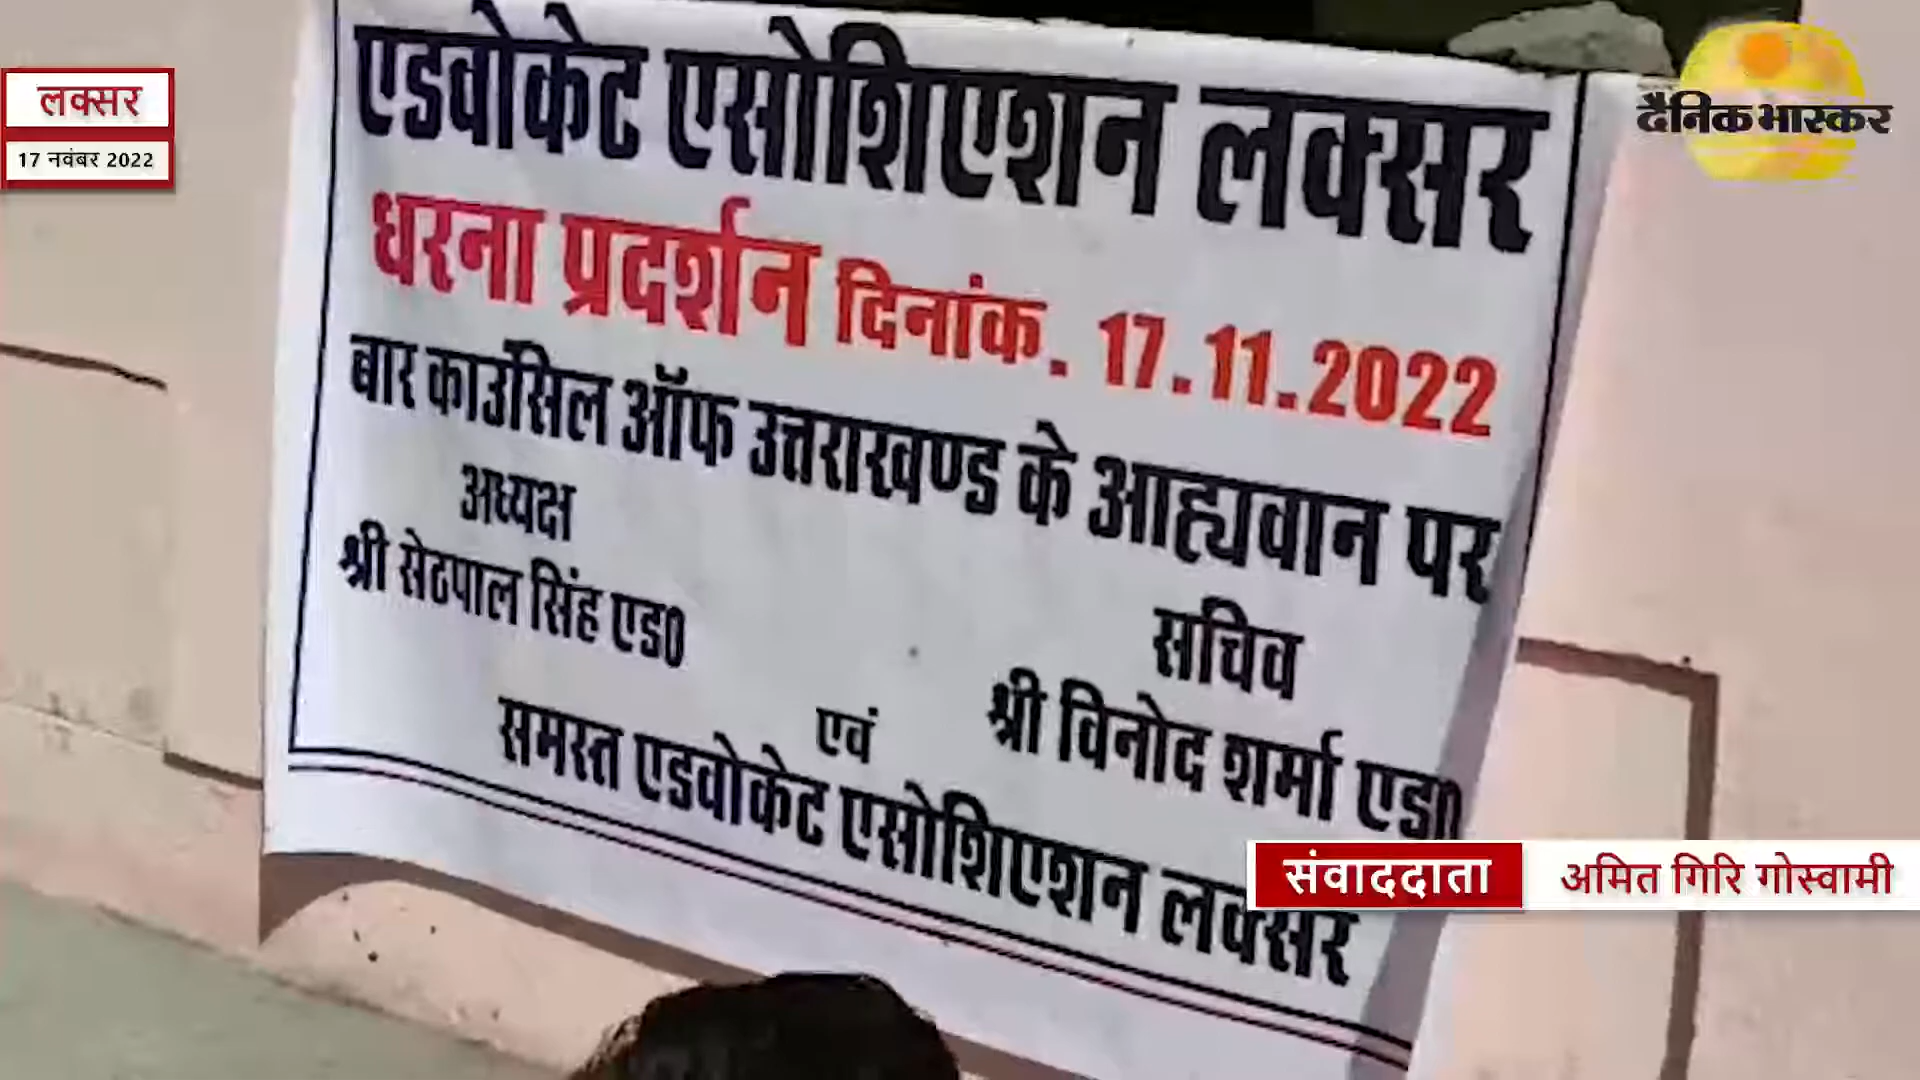 लक्सर
17 नवंबर 2022
दैनिक भास्कर
एडवोकेट एसोशिएशन लक्सर
धरना प्रदर्शन दिनांक. 17.11.2022
बार काउंसिल ऑफ उत्तराखण्ड के आह्यवान पर
अध्यक्ष
श्री सेठपाल सिंह एड0
सचिव
श्री विनोद शर्मा एड0
एवं
समस्त एडवोकेट एसोशिएशन लक्सर
संवाददाता
अमित गिरि गोस्वामी